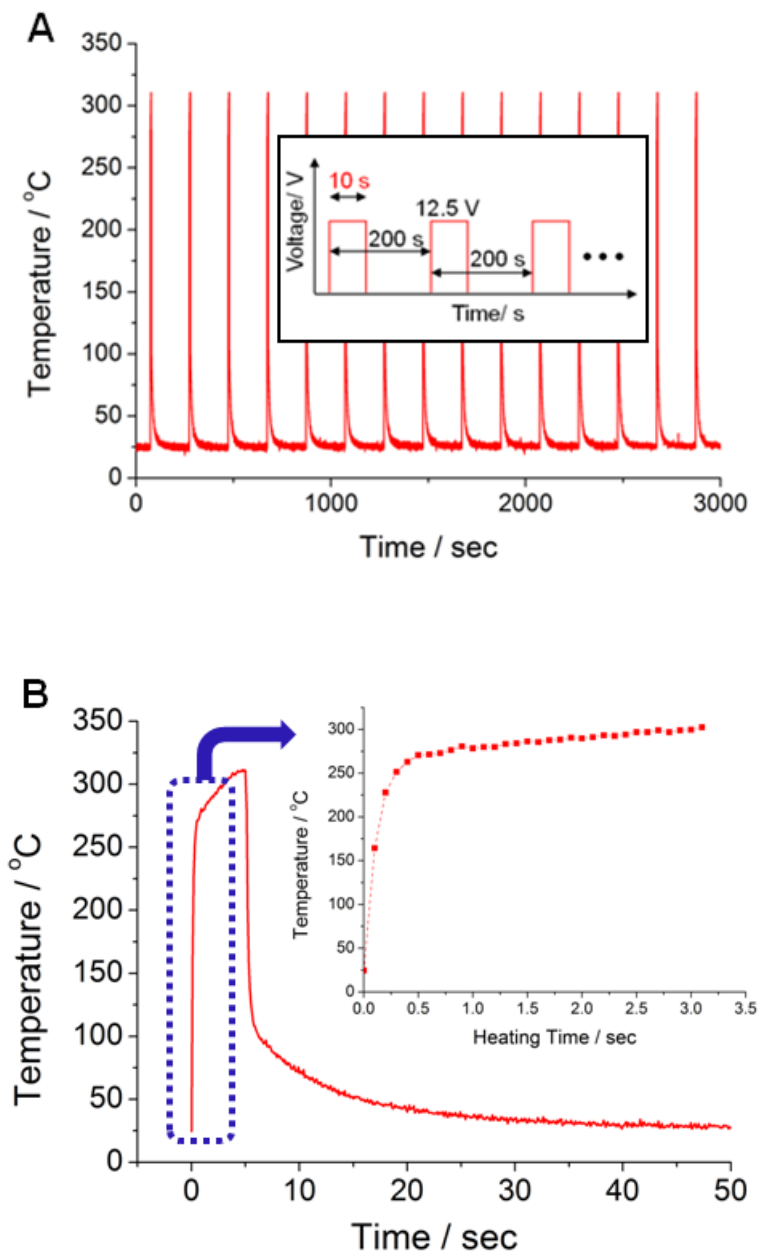 A
350
300
250
200
150
100
50
0
Temperature / °C
0 1000 2000 3000
Time / sec
10 s
12.5 V
200 s
200 s
Voltage/ V
Time/ s
B
350
300
250
200
150
100
50
0
Temperature / °C
0 10 20 30 40 50
Time / sec
300
250
200
150
100
50
0
Temperature / °C
0.0 0.5 1.0 1.5 2.0 2.5 3.0 3.5
Heating Time / sec